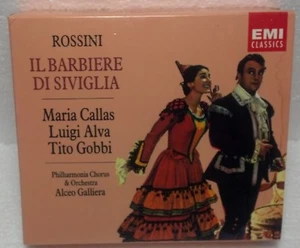 ROSSINI
EMI
CLASSICS
IL BARBIERE
DI SIVIGLIA
Maria Callas
Luigi Alva
Tito Gobbi
Philharmonia Chorus
& Orchestra
Alceo Galliera